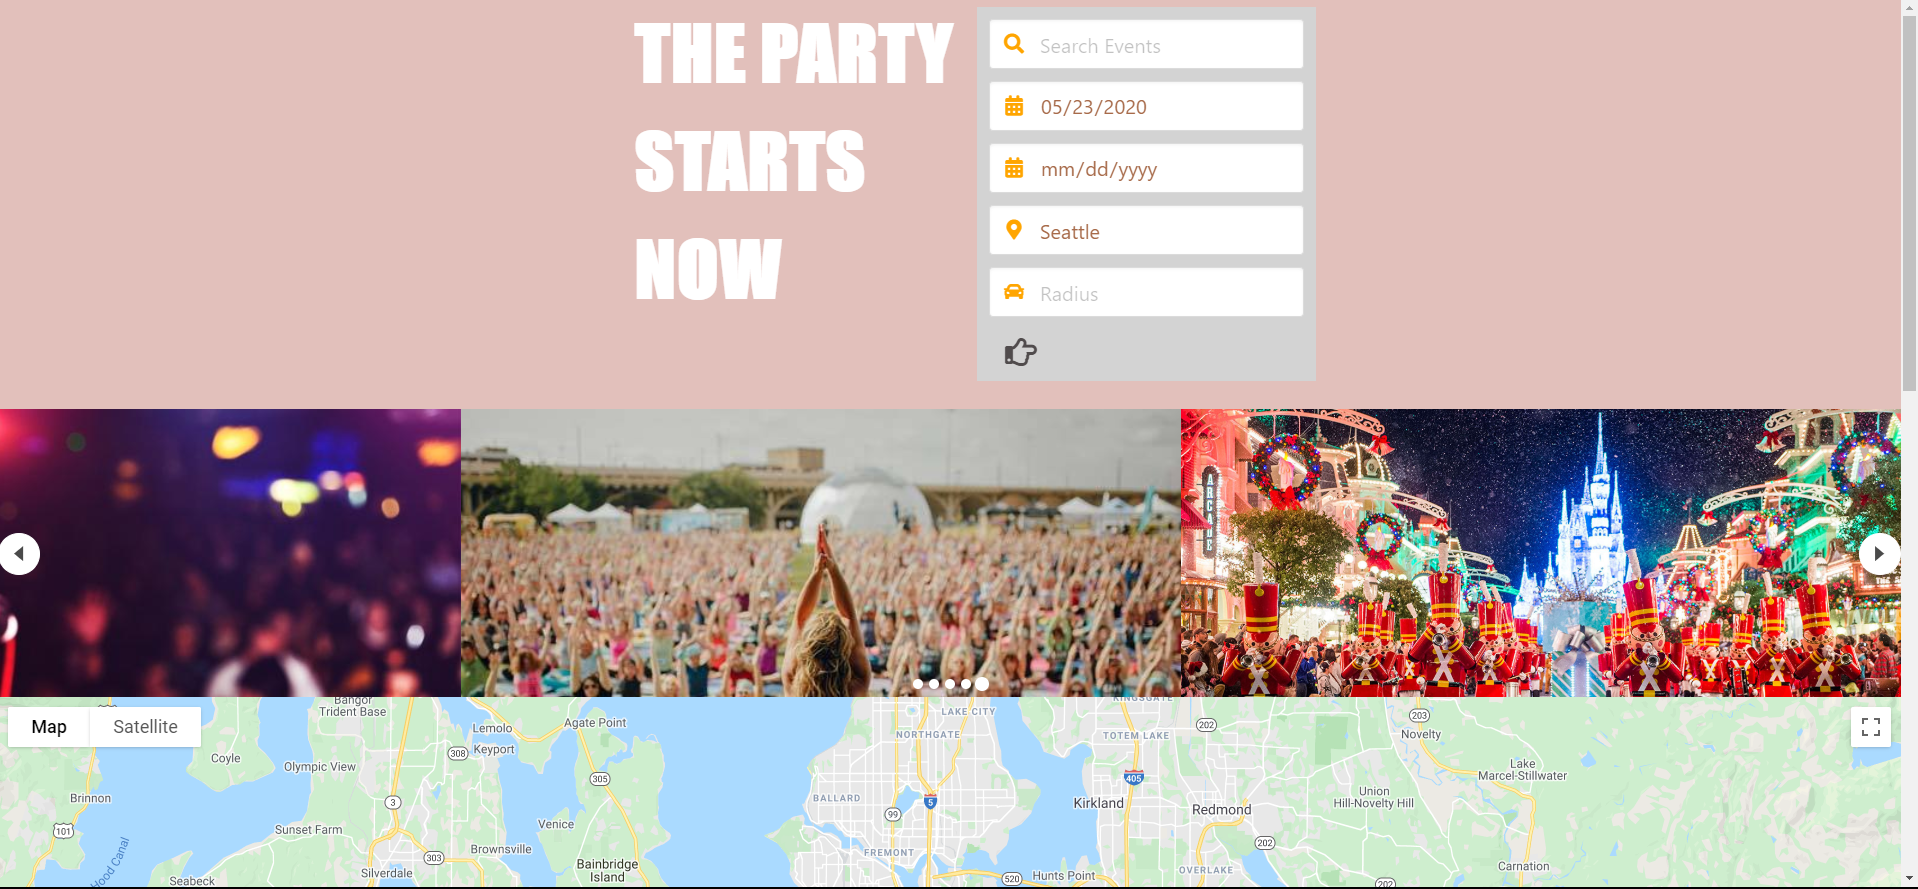 THE PARTY
STARTS
NOW
Search Events
05/23/2020
mm/dd/yyyy
Seattle
Radius
ARCADE
Map
Satellite
Bangor
Trident Base
Lemolo
Agate Point
Keyport
308
Coyle
Olympic View
305
Brinnon
3
101
Sunset Farm
Venice
Brownsville
303
Bainbridge
Island
Silverdale
Seabeck
Hood Canal
LAKE CITY
NORTHGATE
KINGSGATE
TOTEM LAKE
202
203
Novelty
405
Lake
Marcel-Stillwater
BALLARD
5
99
Kirkland
Redmond
Union
Hill-Novelty Hill
FREMONT
202
520
Hunts Point
OVERLAKE
202
Carnation